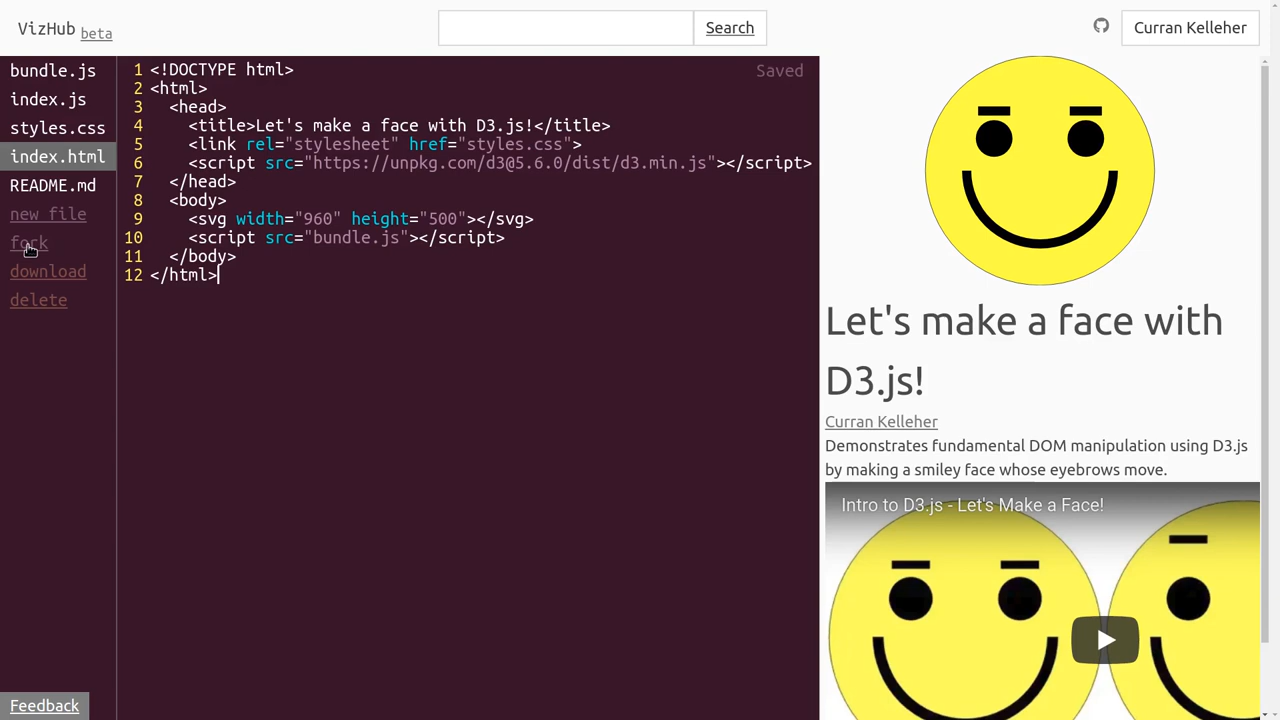 VizHub beta
Search
Curran Kelleher
bundle.js
index.js
styles.css
index.html
README.md
new file
fork
download
delete
Feedback
Saved
1 <!DOCTYPE html>
2 <html>
3   <head>
4     <title>Let's make a face with D3.js!</title>
5     <link rel="stylesheet" href="styles.css">
6     <script src="https://unpkg.com/d3@5.6.0/dist/d3.min.js"></script>
7   </head>
8   <body>
9     <svg width="960" height="500"></svg>
10     <script src="bundle.js"></script>
11   </body>
12 </html>
Let's make a face with
D3.js!
Curran Kelleher
Demonstrates fundamental DOM manipulation using D3.js
by making a smiley face whose eyebrows move.
Intro to D3.js - Let's Make a Face!